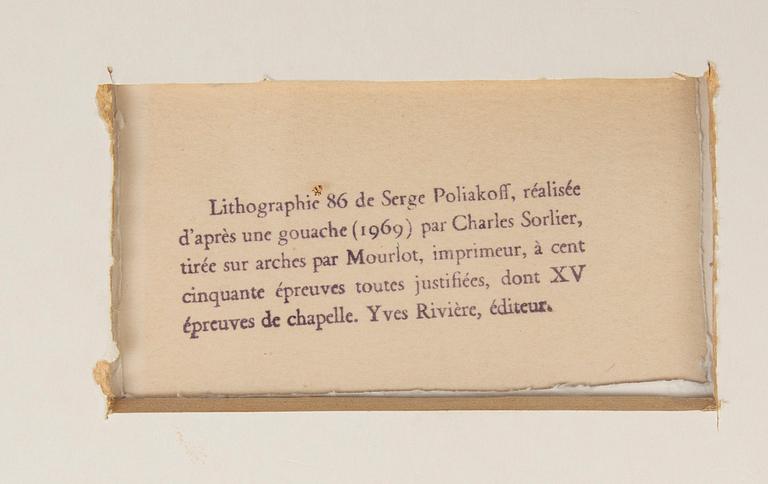 Lithographie 86 de Serge Poliakoff, réalisée
d'après une gouache (1969) par Charles Sorlier,
tirée sur arches par Mourlot, imprimeur, à cent
cinquante épreuves toutes justifiées, dont XV
épreuves de chapelle. Yves Rivière, éditeur.